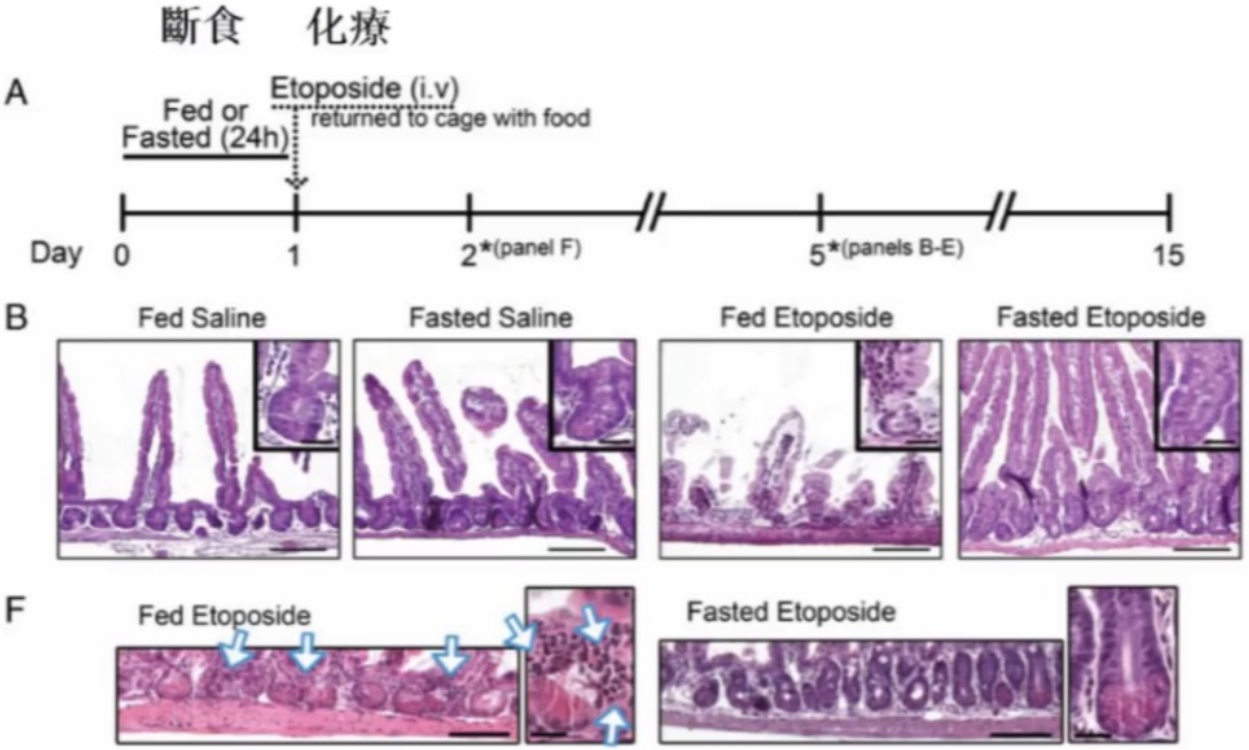 斷食 化療
A
Etoposide (i.v)
returned to cage with food
Fed or
Fasted (24h)
Day 0 1 2*(panel F) 5*(panels B-E) 15
B
Fed Saline Fasted Saline Fed Etoposide Fasted Etoposide
F
Fed Etoposide Fasted Etoposide